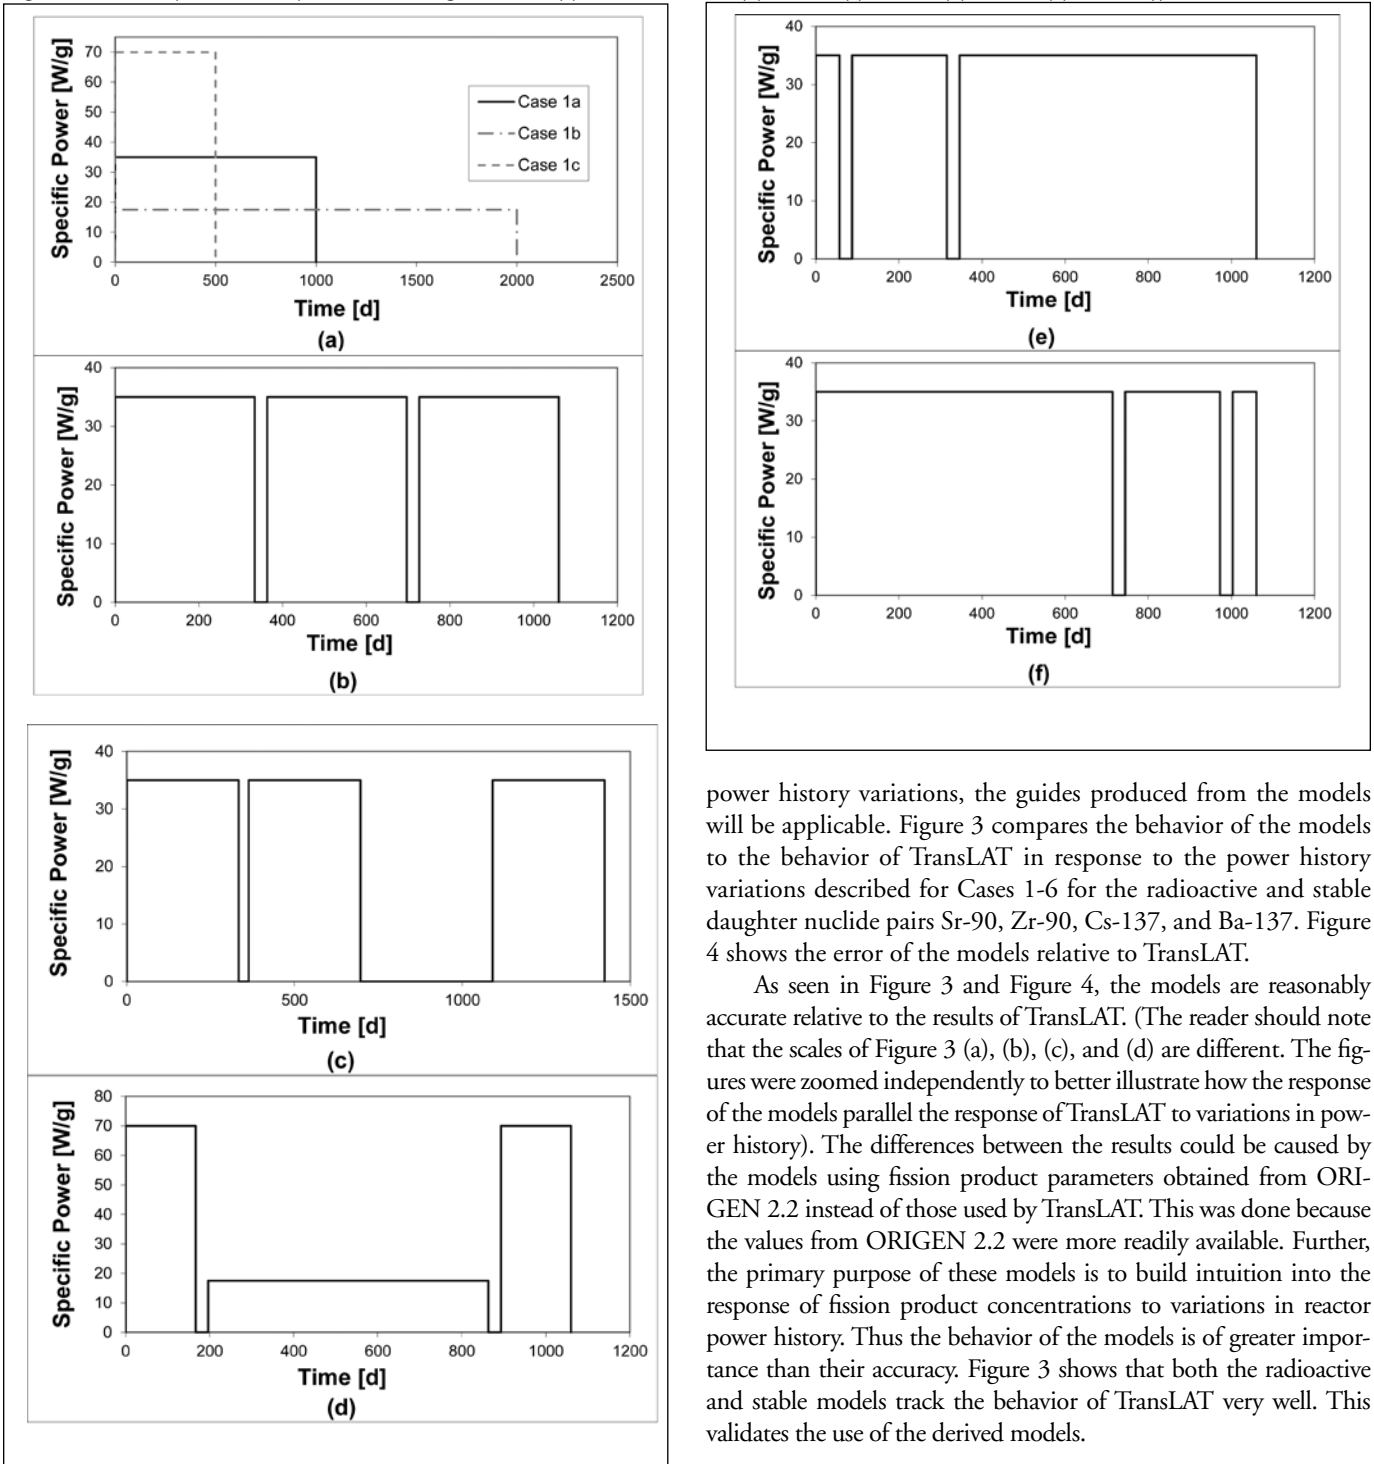 Specific Power [W/g]
70
60
50
40
30
20
10
0
Case 1a
Case 1b
Case 1c
0 500 1000 1500 2000 2500
Time [d]
(a)
Specific Power [W/g]
40
30
20
10
0
0 200 400 600 800 1000 1200
Time [d]
(b)
Specific Power [W/g]
40
30
20
10
0
0 500 1000 1500
Time [d]
(c)
Specific Power [W/g]
80
70
60
50
40
30
20
10
0
0 200 400 600 800 1000 1200
Time [d]
(d)
Specific Power [W/g]
40
30
20
10
0
0 200 400 600 800 1000 1200
Time [d]
(e)
Specific Power [W/g]
40
30
20
10
0
0 200 400 600 800 1000 1200
Time [d]
(f)
power history variations, the guides produced from the models
will be applicable. Figure 3 compares the behavior of the models
to the behavior of TransLAT in response to the power history
variations described for Cases 1-6 for the radioactive and stable
daughter nuclide pairs Sr-90, Zr-90, Cs-137, and Ba-137. Figure
4 shows the error of the models relative to TransLAT.
As seen in Figure 3 and Figure 4, the models are reasonably
accurate relative to the results of TransLAT. (The reader should note
that the scales of Figure 3 (a), (b), (c), and (d) are different. The fig-
ures were zoomed independently to better illustrate how the response
of the models parallel the response of TransLAT to variations in pow-
er history). The differences between the results could be caused by
the models using fission product parameters obtained from ORI-
GEN 2.2 instead of those used by TransLAT. This was done because
the values from ORIGEN 2.2 were more readily available. Further,
the primary purpose of these models is to build intuition into the
response of fission product concentrations to variations in reactor
power history. Thus the behavior of the models is of greater impor-
tance than their accuracy. Figure 3 shows that both the radioactive
and stable models track the behavior of TransLAT very well. This
validates the use of the derived models.